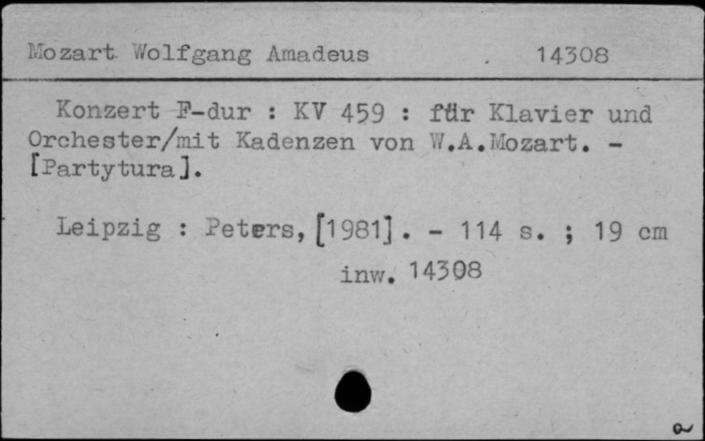 Mozart Wolfgang Amadeus 14308
Konzert F-dur : KV 459 : für Klavier und
Orchester/mit Kadenzen von W.A.Mozart. -
[Partytura].
Leipzig : Peters, [1981]. - 114 s. ; 19 cm
inw. 14308
a